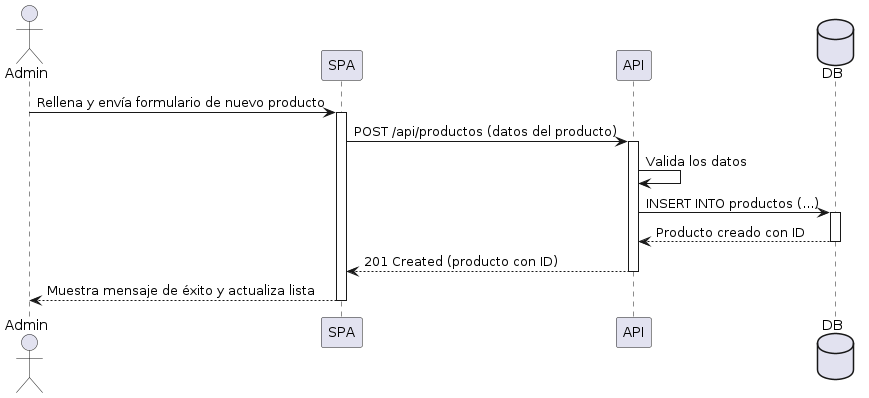 Admin
SPA
API
DB
Rellena y envía formulario de nuevo producto
POST /api/productos (datos del producto)
Valida los datos
INSERT INTO productos (...)
Producto creado con ID
201 Created (producto con ID)
Muestra mensaje de éxito y actualiza lista
Admin
SPA
API
DB